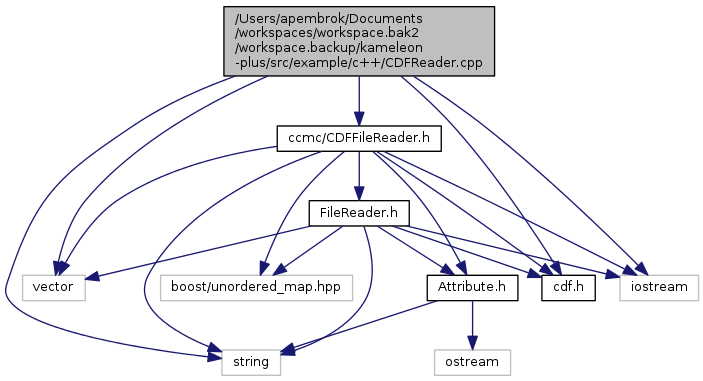 /Users/apembrok/Documents
/workspaces/workspace.bak2
/workspace.backup/kameleon
-plus/src/example/c++/CDFReader.cpp
ccmc/CDFFileReader.h
FileReader.h
vector
boost/unordered_map.hpp
Attribute.h
cdf.h
iostream
string
ostream